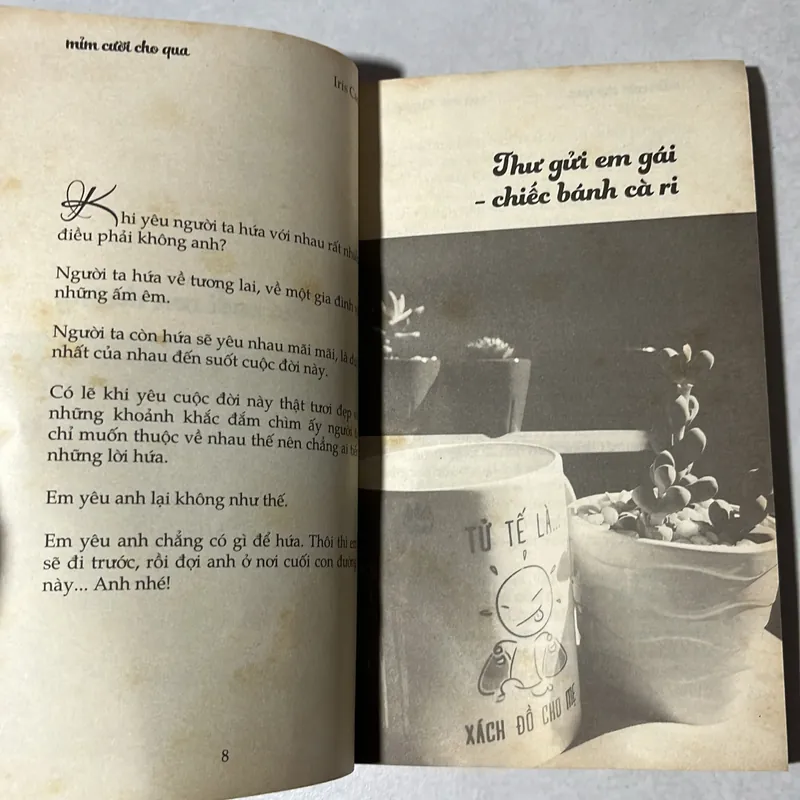 mỉm cười cho qua
Iris
Khi yêu người ta hứa với nhau rất
điều phải không anh?
Người ta hứa về tương lai, về một gia đình
những ấm êm.
Người ta còn hứa sẽ yêu nhau mãi mãi, là
nhất của nhau đến suốt cuộc đời này.
Có lẽ khi yêu cuộc đời này thật tươi đẹp
những khoảnh khắc đắm chìm ấy người
chỉ muốn thuộc về nhau thế nên chẳng ai
những lời hứa.
Em yêu anh lại không như thế.
Em yêu anh chẳng có gì để hứa. Thôi thì em
sẽ đi trước, rồi đợi anh ở nơi cuối con đường
này... Anh nhé!
8
Thư gửi em gái
- chiếc bánh cà ri
TỬ TẾ LÀ...
XÁCH ĐỒ CHO MẸ